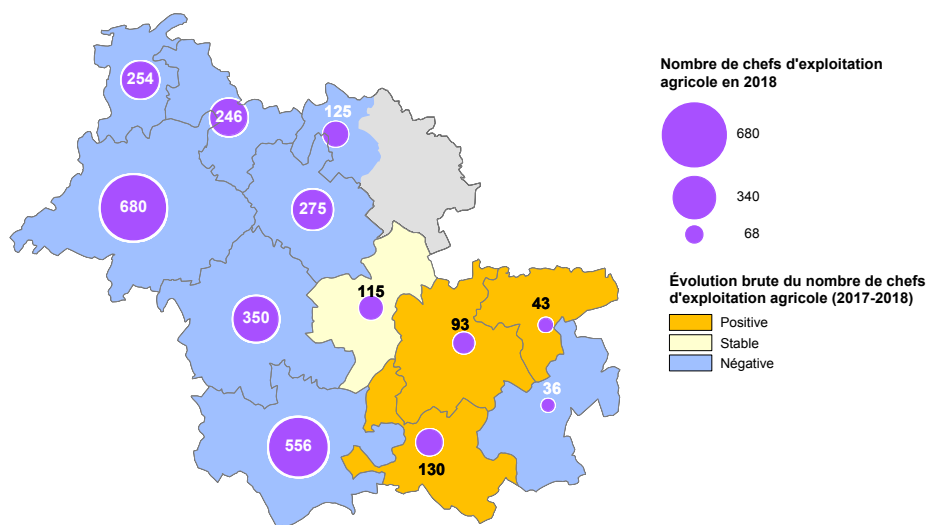 254
246
125
680
275
115
350
93
43
36
556
130
Nombre de chefs d'exploitation
agricole en 2018
680
340
68
Évolution brute du nombre de chefs
d'exploitation agricole (2017-2018)
Positive
Stable
Négative